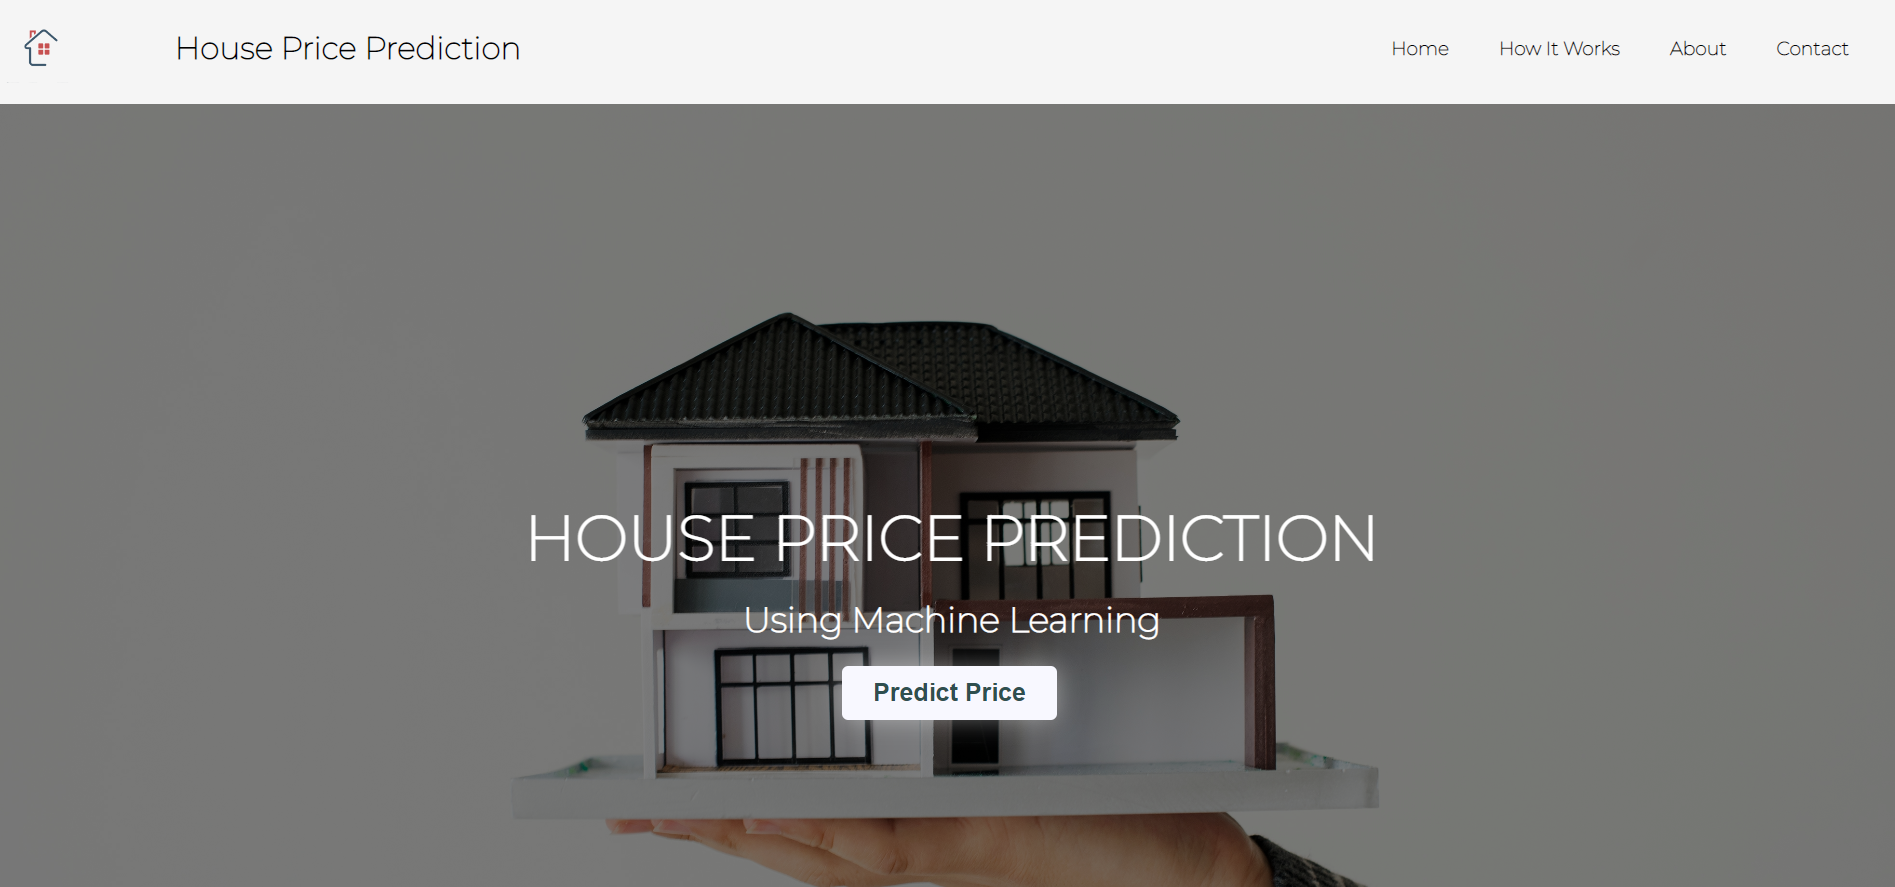 House Price Prediction
Home
How It Works
About
Contact
HOUSE PRICE PREDICTION
Using Machine Learning
Predict Price